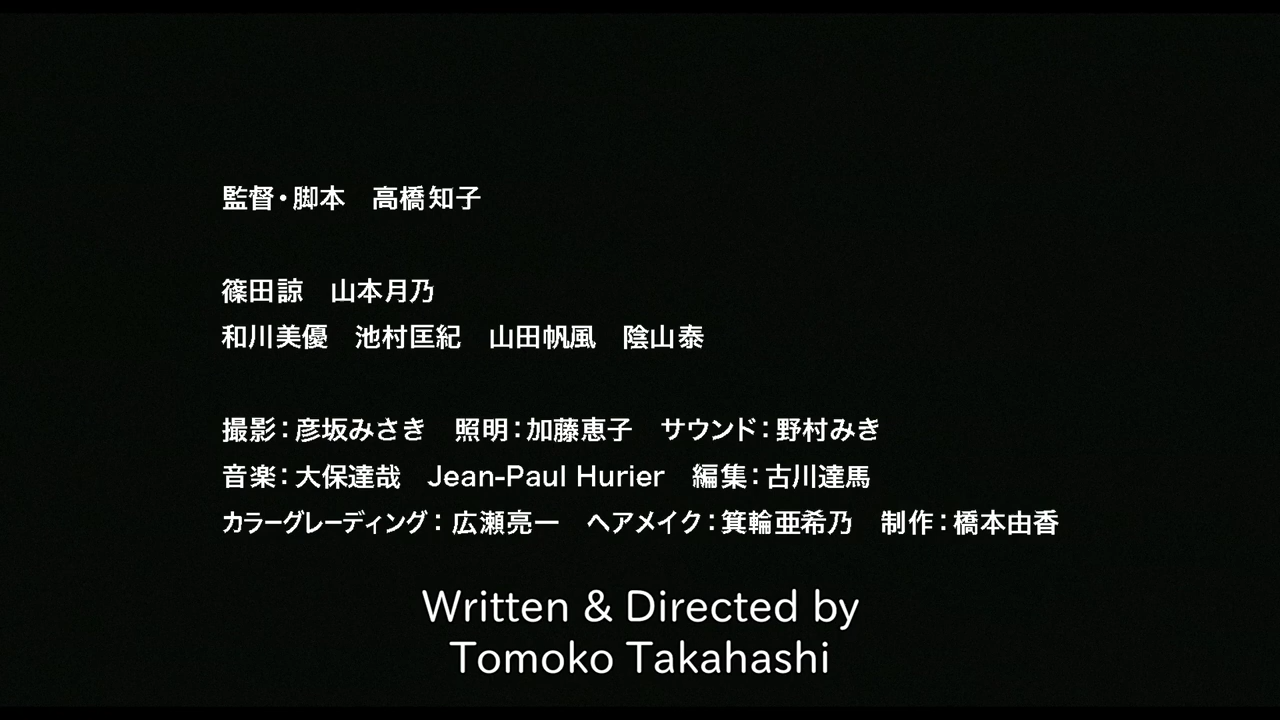 監督・脚本　高橋知子
篠田諒　山本月乃
和川美優　池村匡紀　山田帆風　陰山泰
撮影：彦坂みさき　照明：加藤恵子　サウンド：野村みき
音楽：大保達哉　Jean-Paul Hurier　編集：古川達馬
カラーグレーディング：広瀬亮一　ヘアメイク：箕輪亜希乃　制作：橋本由香
Written & Directed by
Tomoko Takahashi